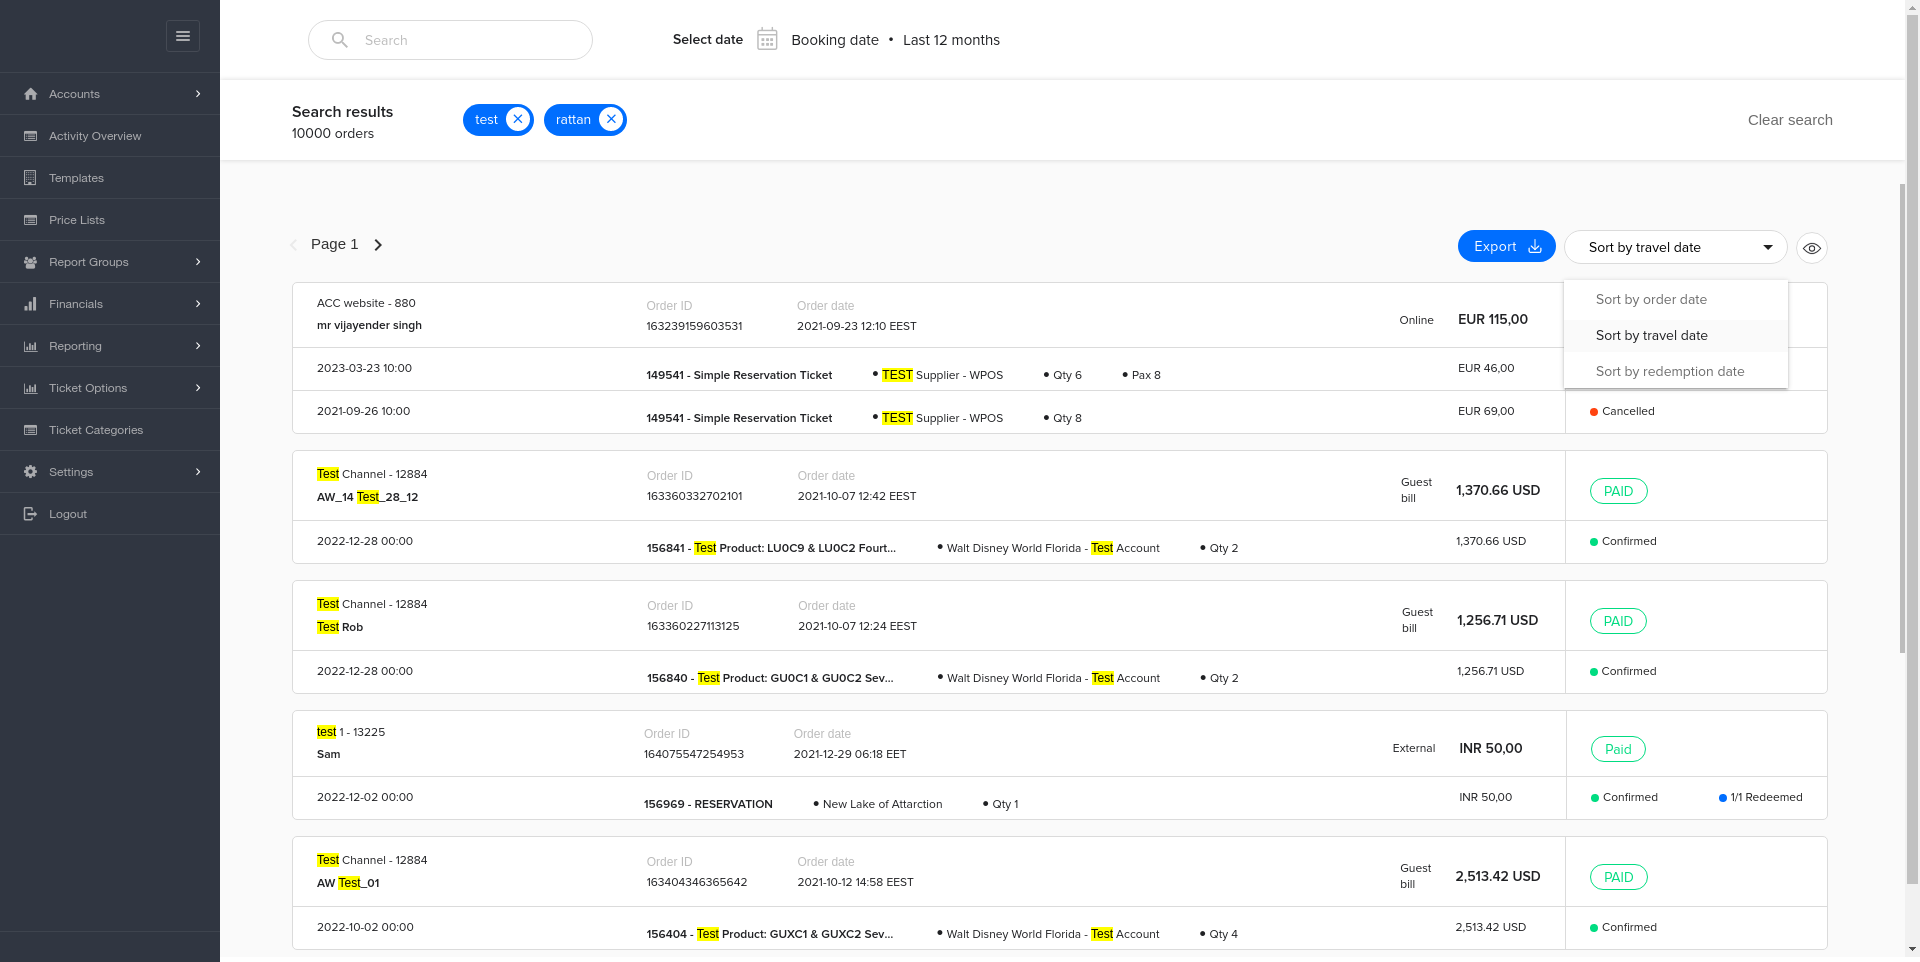 Search
Select date
Booking date • Last 12 months
Accounts
Activity Overview
Templates
Price Lists
Report Groups
Financials
Reporting
Ticket Options
Ticket Categories
Settings
Logout
Search results
10000 orders
test
rattan
Clear search
Page 1
Export
Sort by travel date
Sort by order date
Sort by travel date
Sort by redemption date
ACC website - 880
mr vijayender singh
Order ID
163239159603531
Order date
2021-09-23 12:10 EEST
Online
EUR 115,00
2023-03-23 10:00
149541 - Simple Reservation Ticket
• TEST Supplier - WPOS
• Qty 6
• Pax 8
EUR 46,00
2021-09-26 10:00
149541 - Simple Reservation Ticket
• TEST Supplier - WPOS
• Qty 8
EUR 69,00
Cancelled
Test Channel - 12884
AW_14 Test_28_12
Order ID
163360332702101
Order date
2021-10-07 12:42 EEST
Guest
bill
1,370.66 USD
PAID
2022-12-28 00:00
156841 - Test Product: LU0C9 & LU0C2 Fourt...
• Walt Disney World Florida - Test Account
• Qty 2
1,370.66 USD
Confirmed
Test Channel - 12884
Test Rob
Order ID
163360227113125
Order date
2021-10-07 12:24 EEST
Guest
bill
1,256.71 USD
PAID
2022-12-28 00:00
156840 - Test Product: GU0C1 & GU0C2 Sev...
• Walt Disney World Florida - Test Account
• Qty 2
1,256.71 USD
Confirmed
test 1 - 13225
Sam
Order ID
164075547254953
Order date
2021-12-29 06:18 EET
External
INR 50,00
Paid
2022-12-02 00:00
156969 - RESERVATION
• New Lake of Attarction
• Qty 1
INR 50,00
Confirmed
1/1 Redeemed
Test Channel - 12884
AW Test_01
Order ID
163404346365642
Order date
2021-10-12 14:58 EEST
Guest
bill
2,513.42 USD
PAID
2022-10-02 00:00
156404 - Test Product: GUXC1 & GUXC2 Sev...
• Walt Disney World Florida - Test Account
• Qty 4
2,513.42 USD
Confirmed